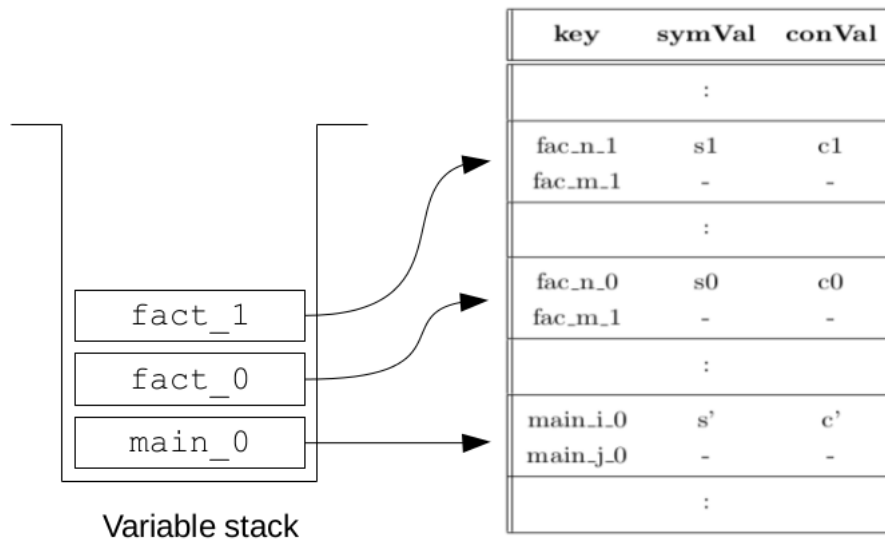 key symVal conVal
:
fac_n_1 s1 c1
fac_m_1 - -
:
fac_n_0 s0 c0
fac_m_1 - -
:
main_i_0 s' c'
main_j_0 - -
:
fact_1
fact_0
main_0
Variable stack